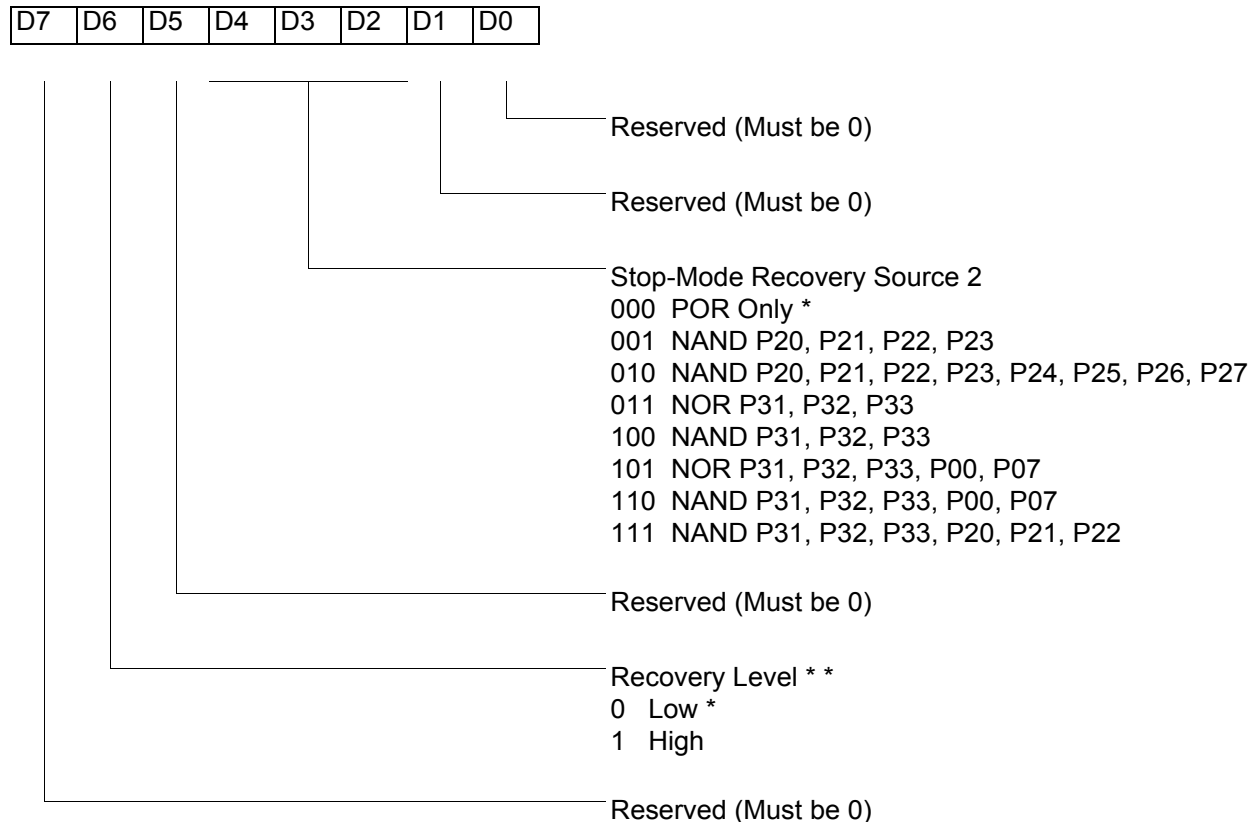 D7 D6 D5 D4 D3 D2 D1 D0
Reserved (Must be 0)
Reserved (Must be 0)
Stop-Mode Recovery Source 2
000 POR Only *
001 NAND P20, P21, P22, P23
010 NAND P20, P21, P22, P23, P24, P25, P26, P27
011 NOR P31, P32, P33
100 NAND P31, P32, P33
101 NOR P31, P32, P33, P00, P07
110 NAND P31, P32, P33, P00, P07
111 NAND P31, P32, P33, P20, P21, P22
Reserved (Must be 0)
Recovery Level * *
0 Low *
1 High
Reserved (Must be 0)